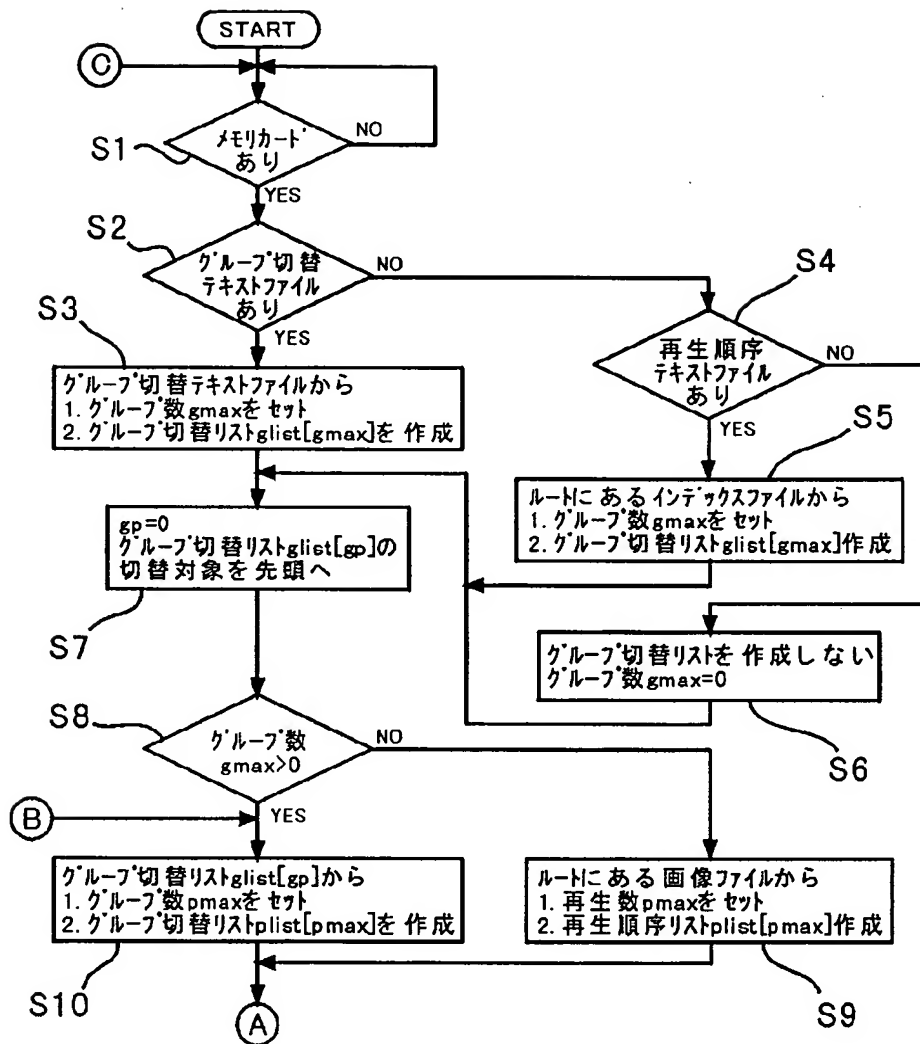 START
C
メモリカード
あり
NO
S1
YES
S2
グループ切替
テキストファイル
あり
NO
S4
S3
YES
再生順序
テキストファイル
あり
NO
グループ切替テキストファイルから
1.グループ数gmaxをセット
2.グループ切替リストglist[gmax]を作成
YES
S5
ルートにあるインデックスファイルから
1.グループ数gmaxをセット
2.グループ切替リストglist[gmax]作成
gp=0
グループ切替リストglist[gp]の
切替対象を先頭へ
S7
グループ切替リストを作成しない
グループ数gmax=0
S6
S8
グループ数
gmax>0
NO
YES
B
グループ切替リストglist[gp]から
1.グループ数pmaxをセット
2.グループ切替リストplist[pmax]を作成
ルートにある画像ファイルから
1.再生数pmaxをセット
2.再生順序リストplist[pmax]作成
S10
S9
A